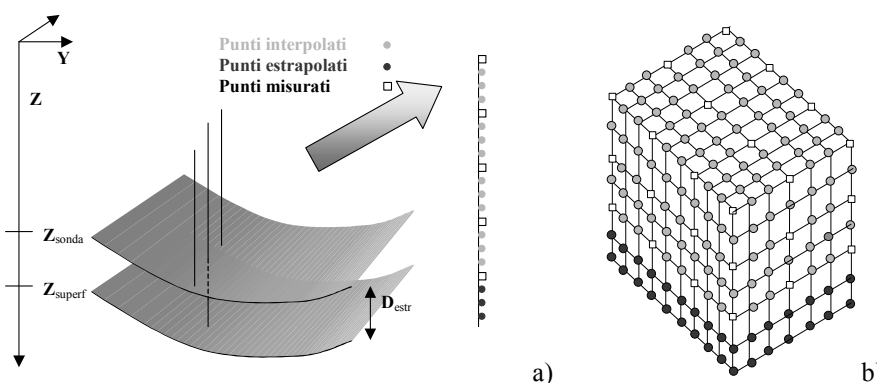 Y
Z
Punti interpolati
Punti estrapolati
Punti misurati
Zsonda
Zsuperf
Destr
a)
b)